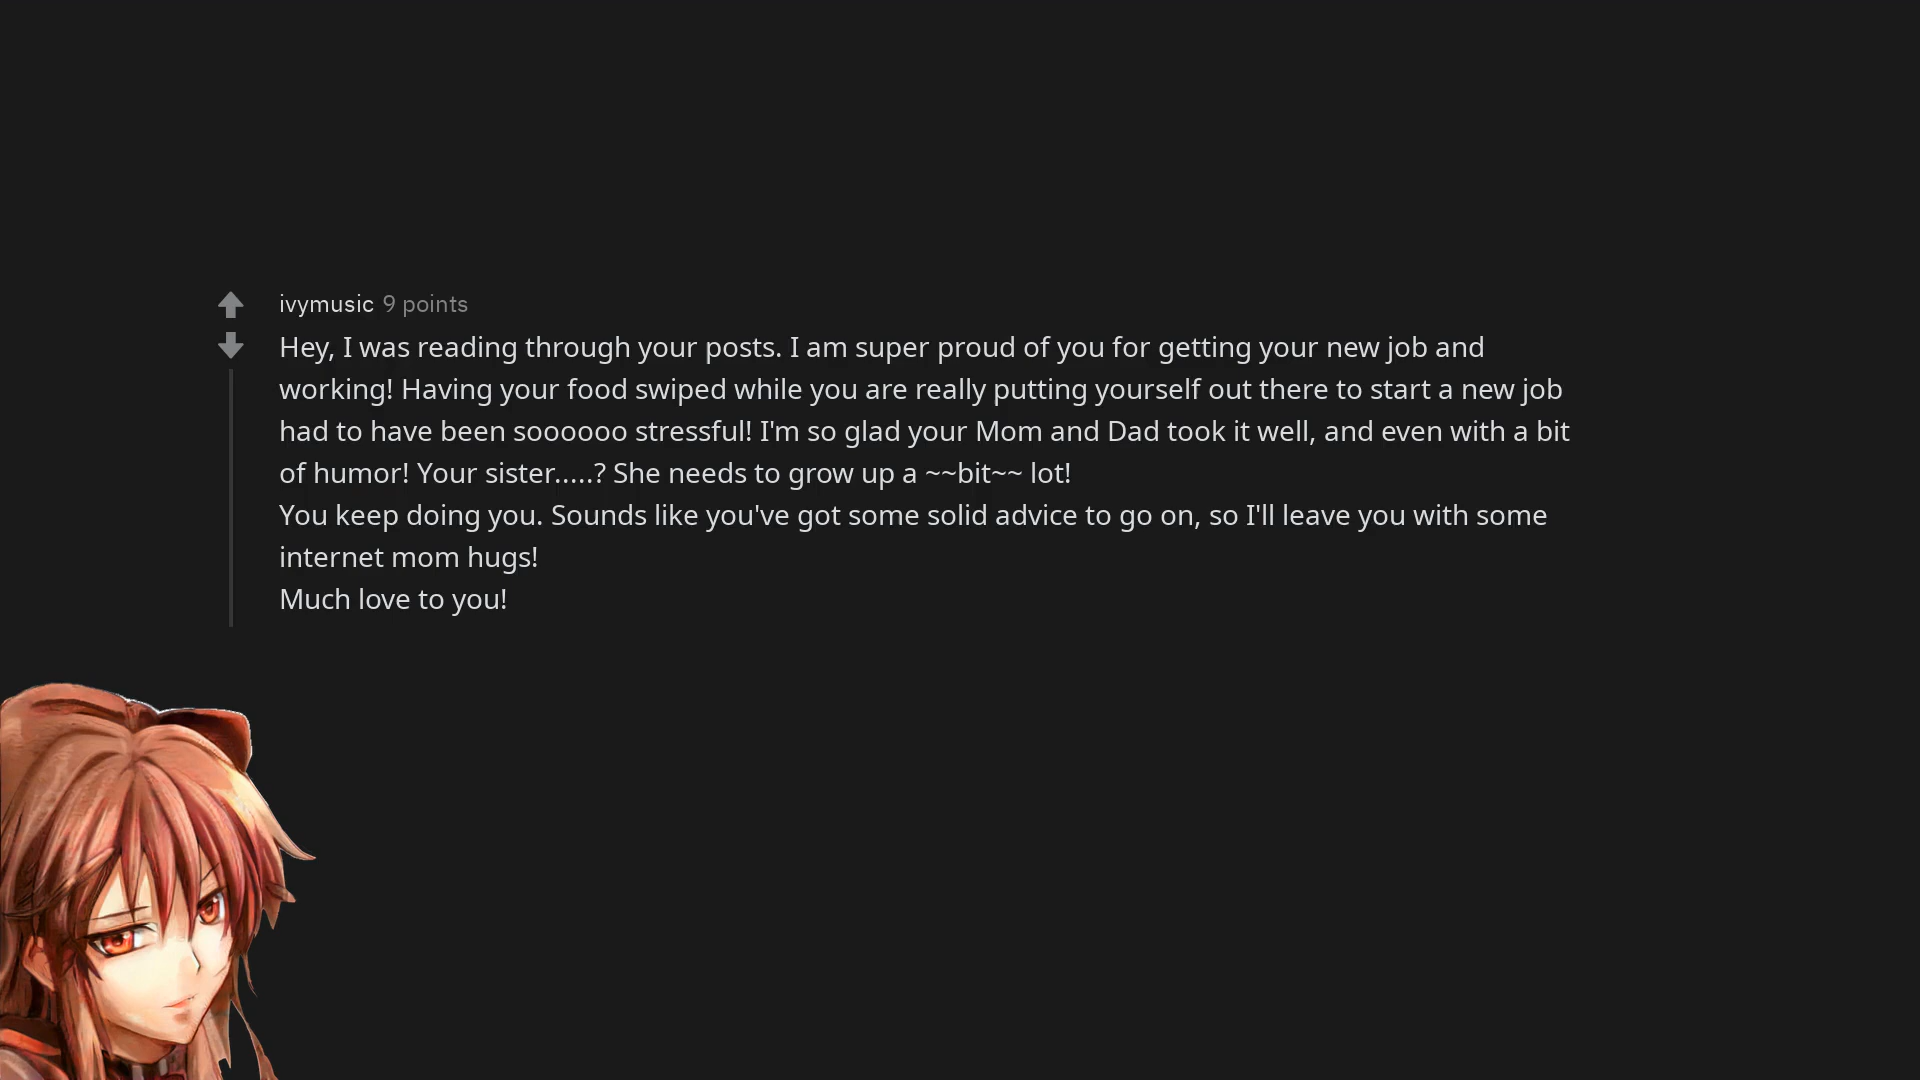 ivymusic 9 points
Hey, I was reading through your posts. I am super proud of you for getting your new job and
working! Having your food swiped while you are really putting yourself out there to start a new job
had to have been soooooo stressful! I'm so glad your Mom and Dad took it well, and even with a bit
of humor! Your sister.....? She needs to grow up a ~~bit~~ lot!
You keep doing you. Sounds like you've got some solid advice to go on, so I'll leave you with some
internet mom hugs!
Much love to you!